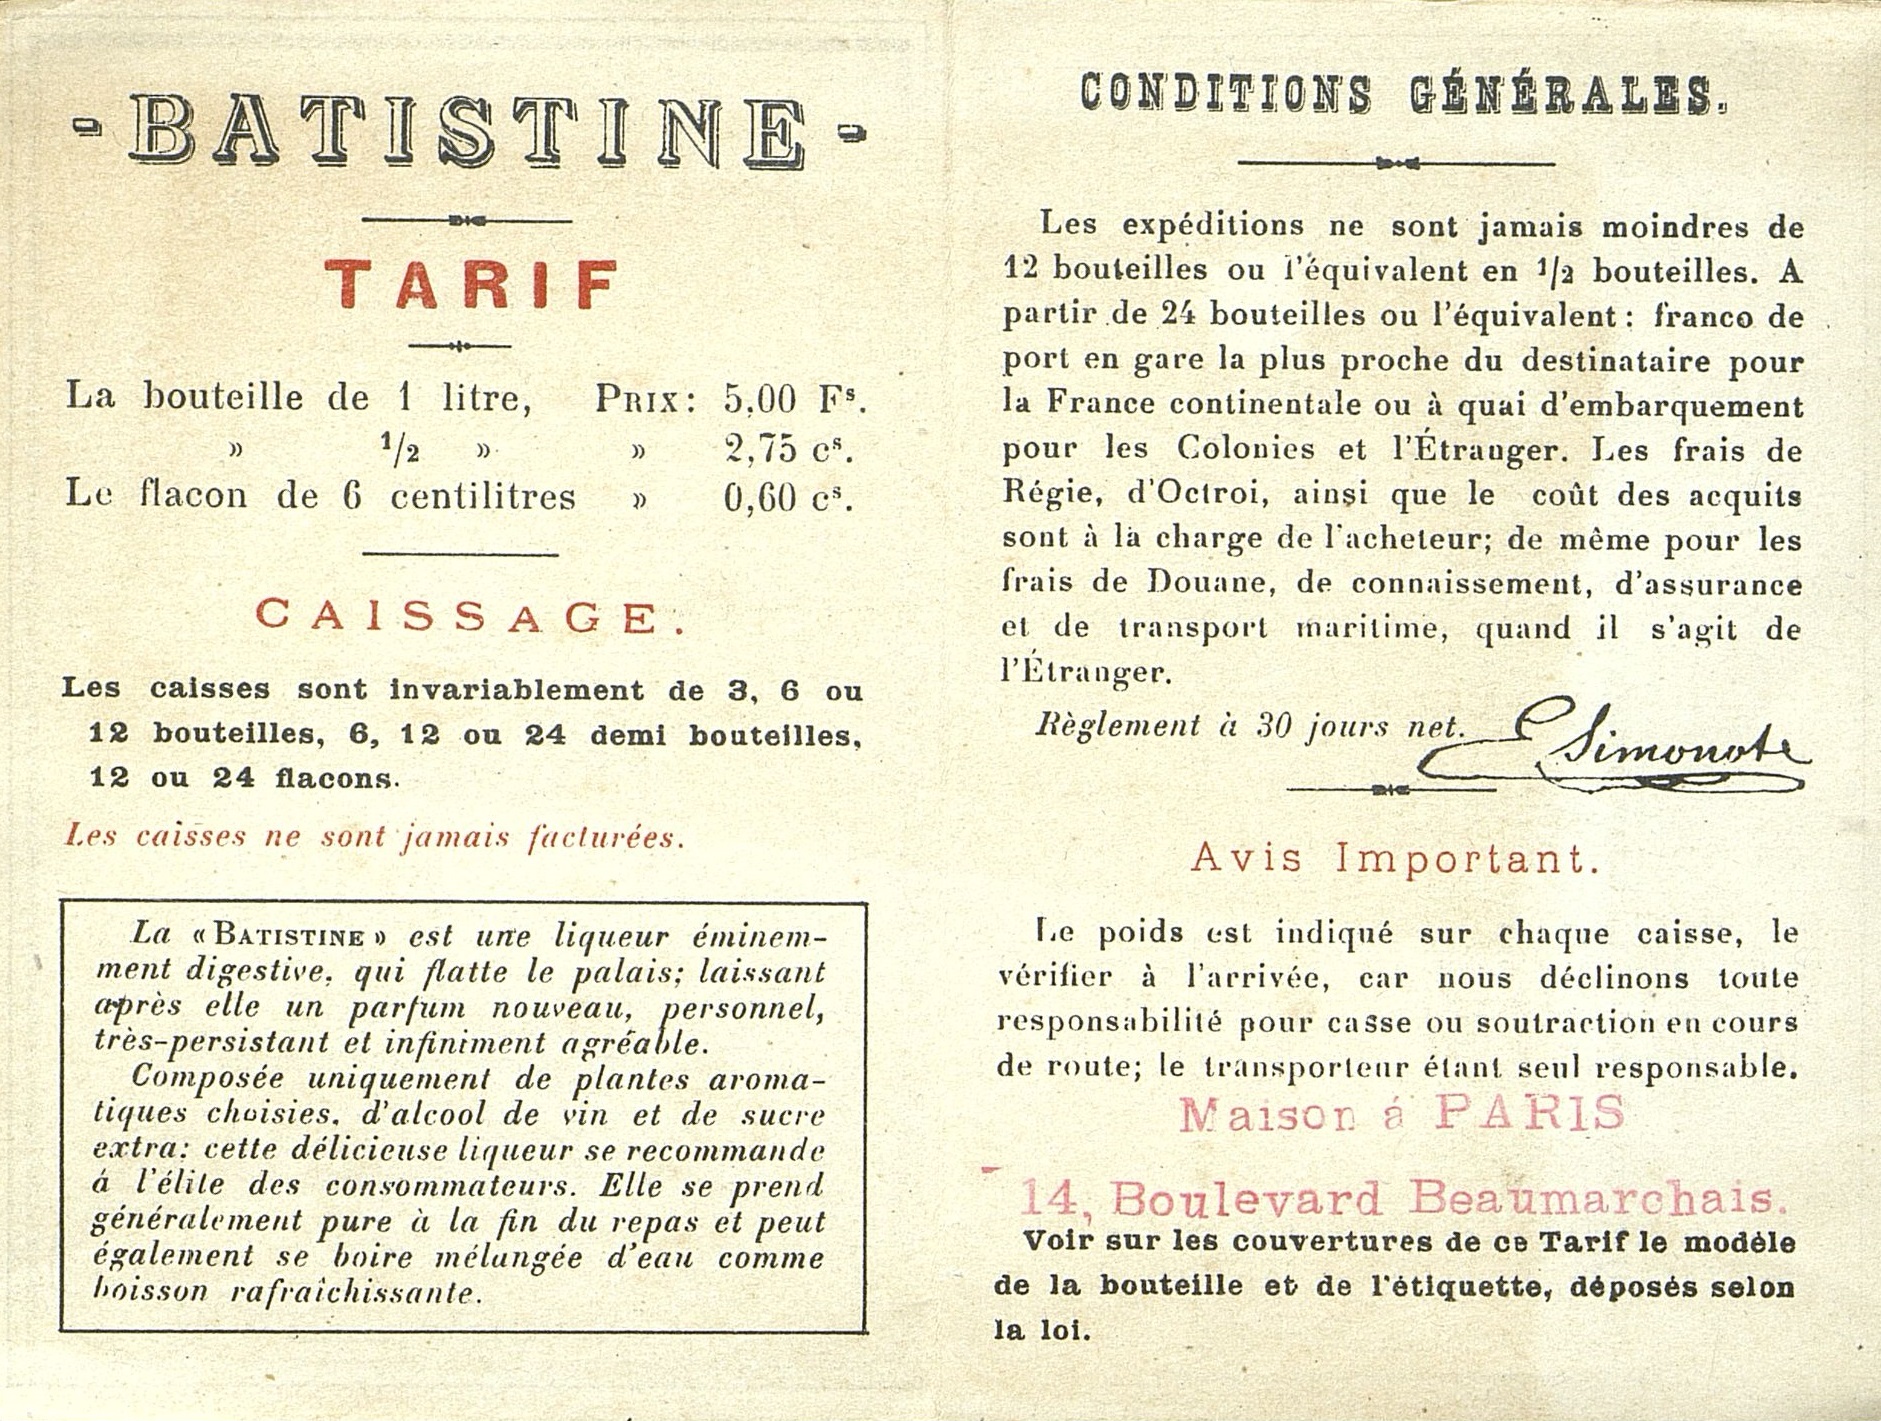 - BATISTINE -
TARIF
La bouteille de 1 litre, PRIX: 5,00 Fs.
» 1/2 » » 2,75 cs.
Le flacon de 6 centilitres » 0,60 cs.
CAISSAGE.
Les caisses sont invariablement de 3, 6 ou
12 bouteilles, 6, 12 ou 24 demi bouteilles,
12 ou 24 flacons.
Les caisses ne sont jamais facturées.
La « BATISTINE » est une liqueur éminem-
ment digestive, qui flatte le palais; laissant
après elle un parfum nouveau, personnel,
très-persistant et infiniment agréable.
Composée uniquement de plantes aroma-
tiques choisies, d'alcool de vin et de sucre
extra: cette délicieuse liqueur se recommande
á l'élite des consommateurs. Elle se prend
généralement pure à la fin du repas et peut
également se boire mélangée d'eau comme
boisson rafraîchissante.
CONDITIONS GÉNÉRALES.
Les expéditions ne sont jamais moindres de
12 bouteilles ou l'équivalent en 1/2 bouteilles. A
partir de 24 bouteilles ou l'équivalent : franco de
port en gare la plus proche du destinataire pour
la France continentale ou à quai d'embarquement
pour les Colonies et l'Étranger. Les frais de
Régie, d'Octroi, ainsi que le coût des acquits
sont à la charge de l'acheteur; de même pour les
frais de Douane, de connaissement, d'assurance
et de transport maritime, quand il s'agit de
l'Étranger.
Règlement à 30 jours net. E Simonot
Avis Important.
Le poids est indiqué sur chaque caisse, le
vérifier à l'arrivée, car nous déclinons toute
responsabilité pour casse ou soutraction en cours
de route; le transporteur étant seul responsable.
Maison á PARIS
14, Boulevard Beaumarchais.
Voir sur les couvertures de ce Tarif le modèle
de la bouteille et de l'étiquette, déposés selon
la loi.